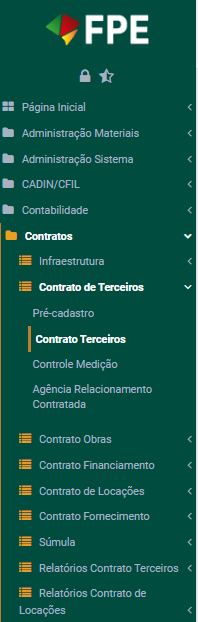 FPE
Página Inicial
Administração Materiais
Administração Sistema
CADIN/CFIL
Contabilidade
Contratos
Infraestrutura
Contrato de Terceiros
Pré-cadastro
Contrato Terceiros
Controle Medição
Agência Relacionamento
Contratada
Contrato Obras
Contrato Financiamento
Contrato de Locações
Contrato Fornecimento
Súmula
Relatórios Contrato Terceiros
Relatórios Contrato de
Locações